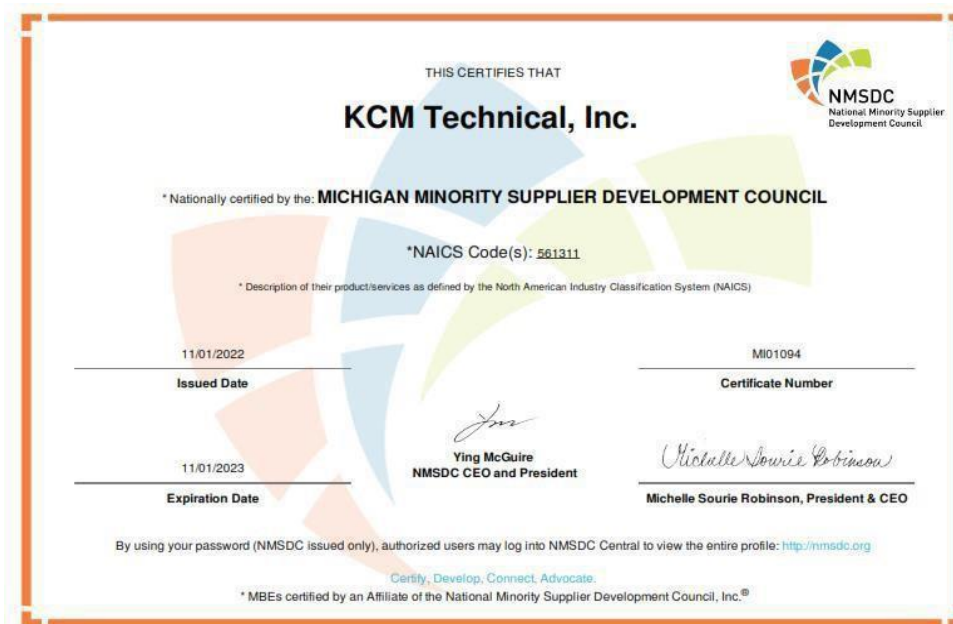 THIS CERTIFIES THAT
NMSDC
National Minority Supplier
Development Council
KCM Technical, Inc.
* Nationally certified by the: MICHIGAN MINORITY SUPPLIER DEVELOPMENT COUNCIL
*NAICS Code(s): 561311
* Description of their product/services as defined by the North American Industry Classification System (NAICS)
11/01/2022
Issued Date
MI01094
Certificate Number
11/01/2023
Expiration Date
Ying McGuire
NMSDC CEO and President
Michelle Sourie Robinson
Michelle Sourie Robinson, President & CEO
By using your password (NMSDC issued only), authorized users may log into NMSDC Central to view the entire profile: http://nmsdc.org
Certify, Develop, Connect, Advocate.
* MBEs certified by an Affiliate of the National Minority Supplier Development Council, Inc.®